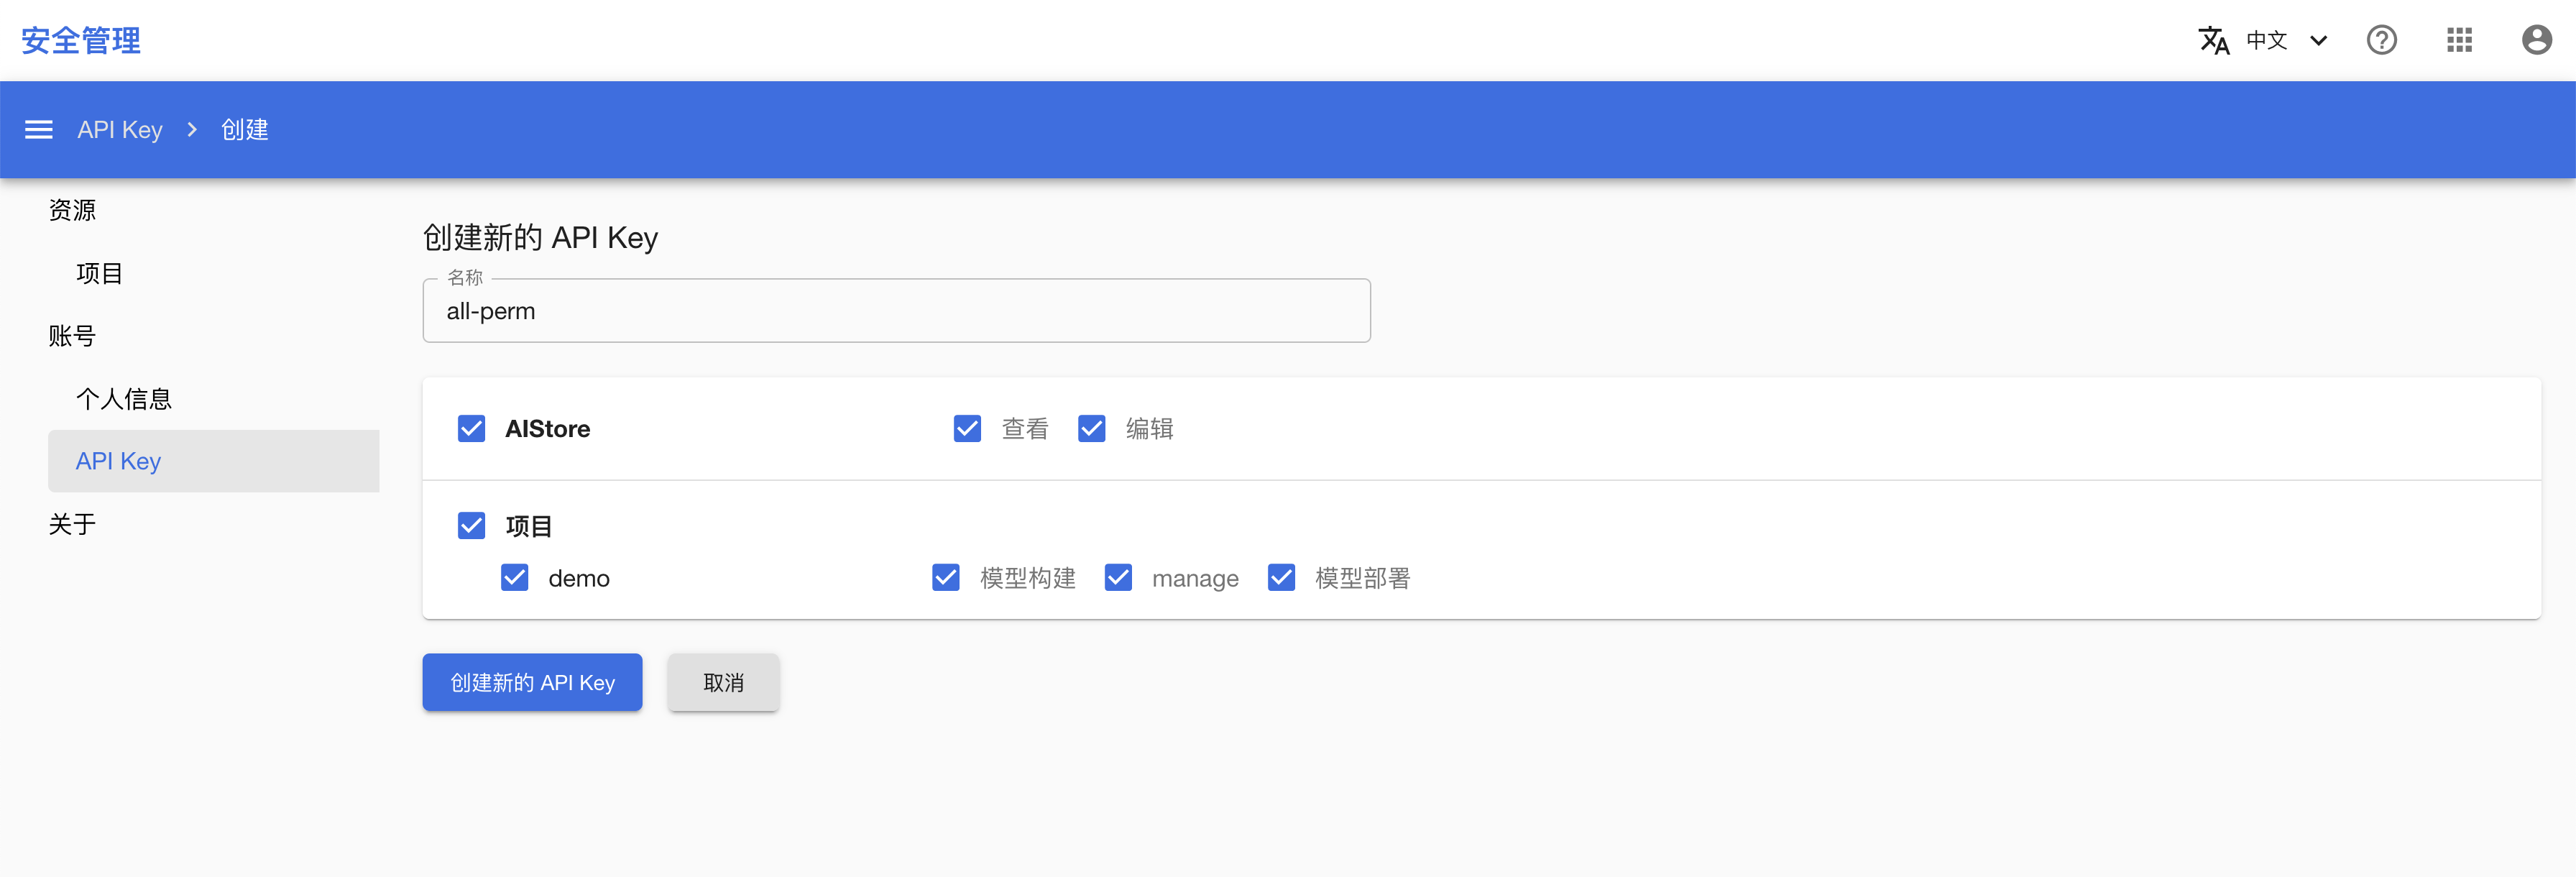 安全管理
中文
API Key > 创建
资源
项目
账号
个人信息
API Key
关于
创建新的 API Key
名称
all-perm
AIStore 查看 编辑
项目
demo 模型构建 manage 模型部署
创建新的 API Key 取消